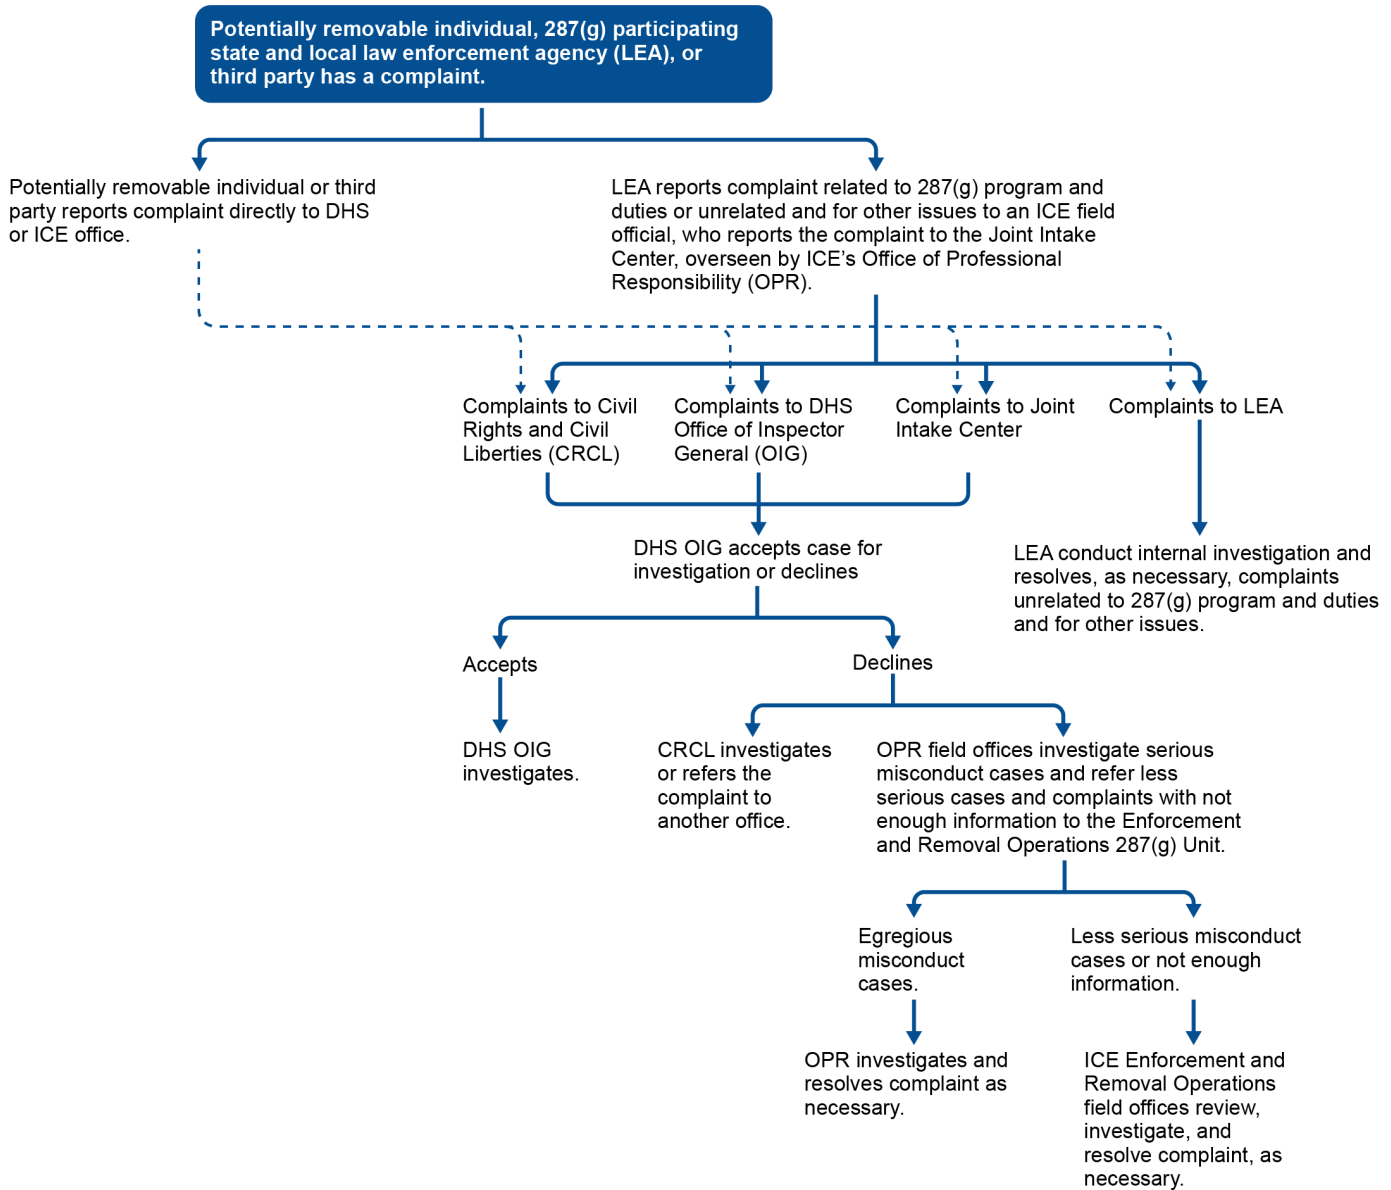 Potentially removable individual, 287(g) participating
state and local law enforcement agency (LEA), or
third party has a complaint.
Potentially removable individual or third
party reports complaint directly to DHS
or ICE office.
LEA reports complaint related to 287(g) program and
duties or unrelated and for other issues to an ICE field
official, who reports the complaint to the Joint Intake
Center, overseen by ICE’s Office of Professional
Responsibility (OPR).
Complaints to Civil
Rights and Civil
Liberties (CRCL)
Complaints to DHS
Office of Inspector
General (OIG)
Complaints to Joint
Intake Center
Complaints to LEA
DHS OIG accepts case for
investigation or declines
LEA conduct internal investigation and
resolves, as necessary, complaints
unrelated to 287(g) program and duties
and for other issues.
Accepts
Declines
DHS OIG
investigates.
CRCL investigates
or refers the
complaint to
another office.
OPR field offices investigate serious
misconduct cases and refer less
serious cases and complaints with not
enough information to the Enforcement
and Removal Operations 287(g) Unit.
Egregious
misconduct
cases.
Less serious misconduct
cases or not enough
information.
OPR investigates and
resolves complaint as
necessary.
ICE Enforcement and
Removal Operations
field offices review,
investigate, and
resolve complaint, as
necessary.